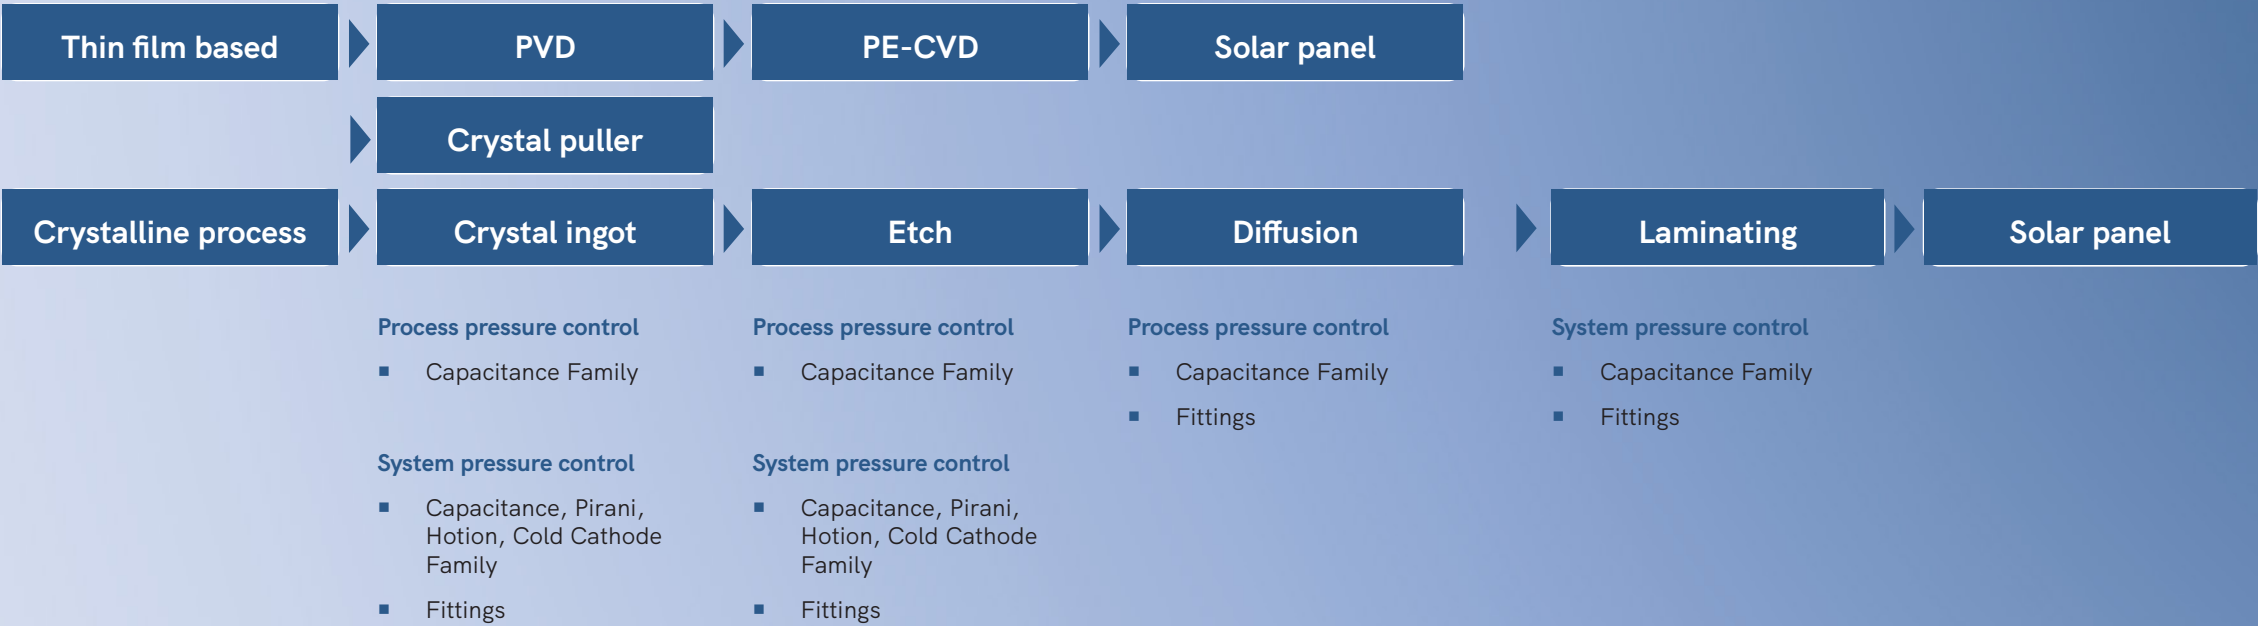 Thin film based
PVD
PE-CVD
Solar panel
Crystal puller
Crystalline process
Crystal ingot
Etch
Diffusion
Laminating
Solar panel
Process pressure control
▪ Capacitance Family
System pressure control
▪ Capacitance, Pirani,
Hotion, Cold Cathode
Family
▪ Fittings
Process pressure control
▪ Capacitance Family
System pressure control
▪ Capacitance, Pirani,
Hotion, Cold Cathode
Family
▪ Fittings
Process pressure control
▪ Capacitance Family
▪ Fittings
System pressure control
▪ Capacitance Family
▪ Fittings